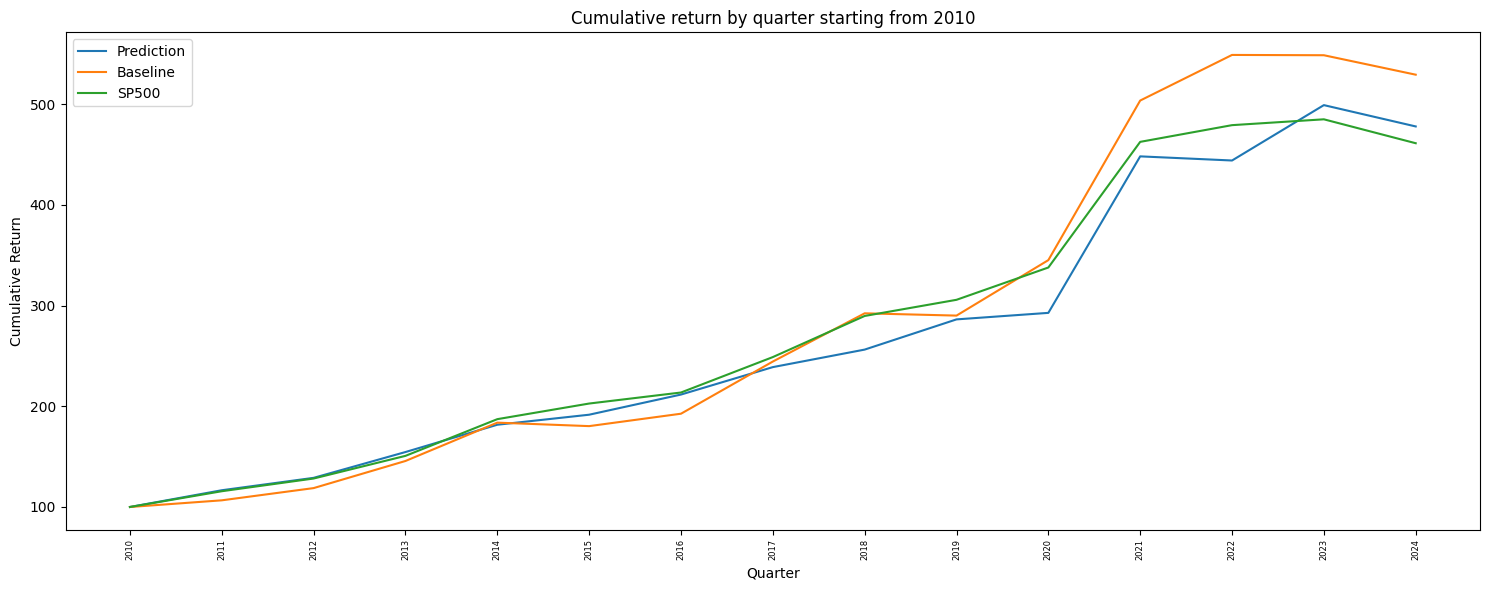 Cumulative return by quarter starting from 2010
Prediction
Baseline
SP500
Cumulative Return
500
400
300
200
100
2010 2011 2012 2013 2014 2015 2016 2017 2018 2019 2020 2021 2022 2023 2024
Quarter